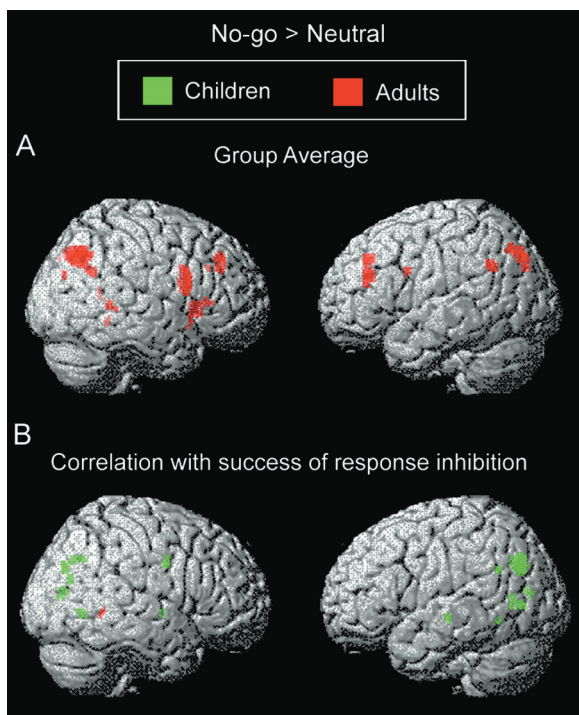 No-go > Neutral
Children Adults
A
Group Average
B
Correlation with success of response inhibition